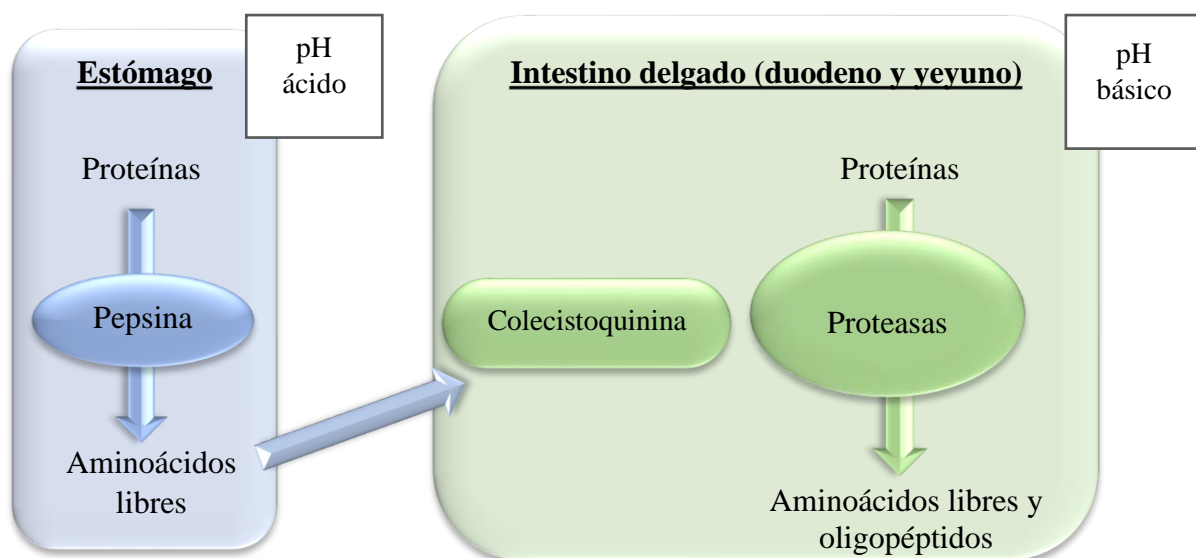 Estómago
pH
ácido
Proteínas
Pepsina
Aminoácidos
libres
Intestino delgado (duodeno y yeyuno)
pH
básico
Colecistoquinina
Proteínas
Proteasas
Aminoácidos libres y
oligopéptidos